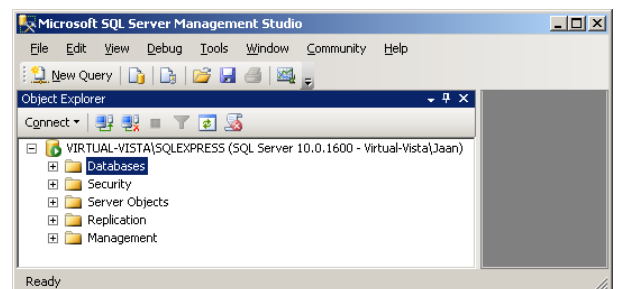 Microsoft SQL Server Management Studio
File Edit View Debug Tools Window Community Help
New Query
Object Explorer
Connect
VIRTUAL-VISTA\SQLEXPRESS (SQL Server 10.0.1600 - Virtual-Vista\Jaan)
Databases
Security
Server Objects
Replication
Management
Ready